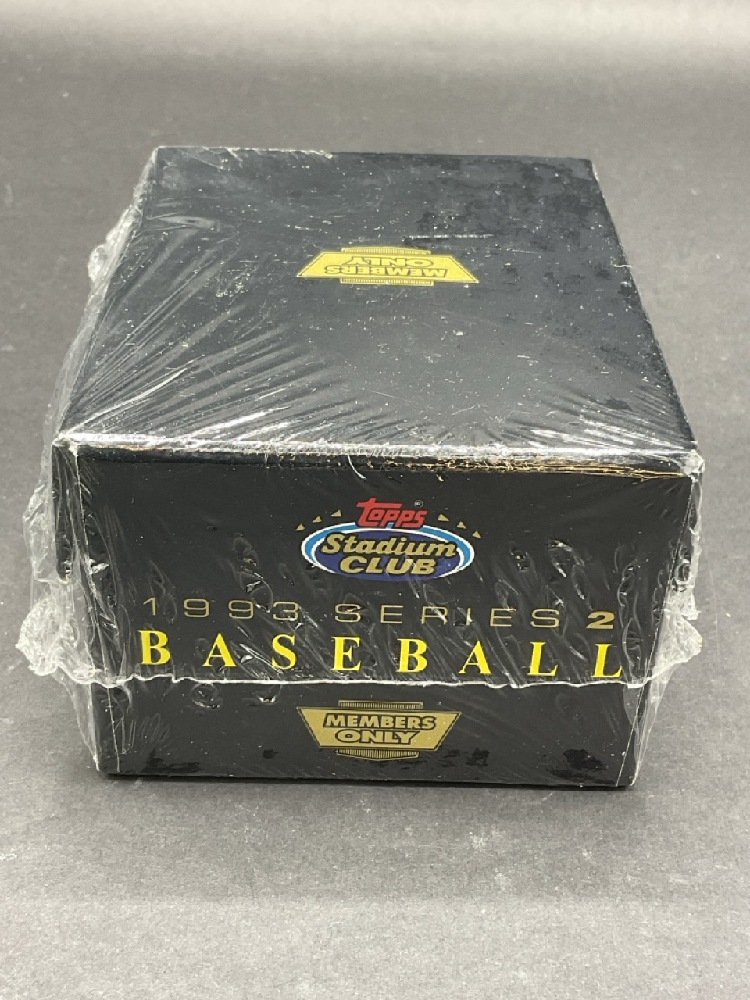 MEMBERS
ONLY
Topps®
Stadium
CLUB
1993 SERIES 2
BASEBALL
MEMBERS
ONLY